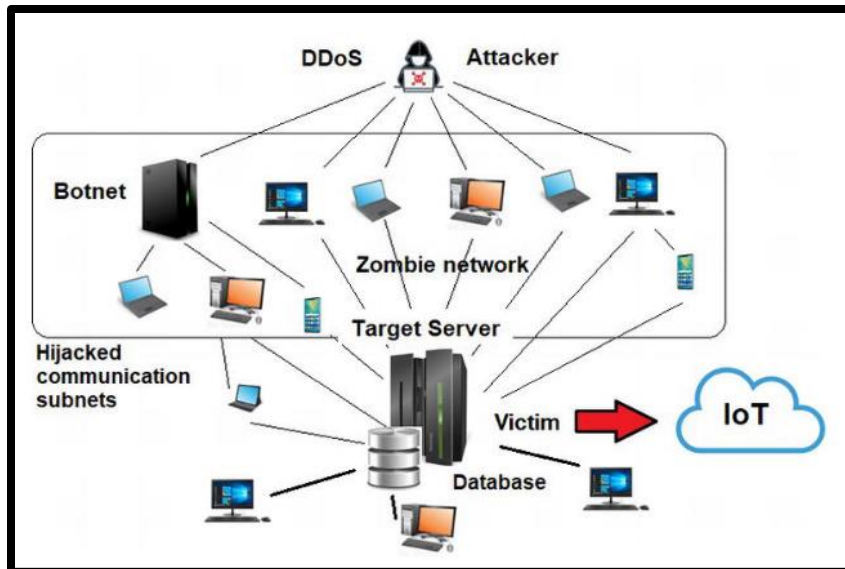 DDoS Attacker
Botnet
Zombie network
Target Server
Hijacked
communication
subnets
Victim
IoT
Database